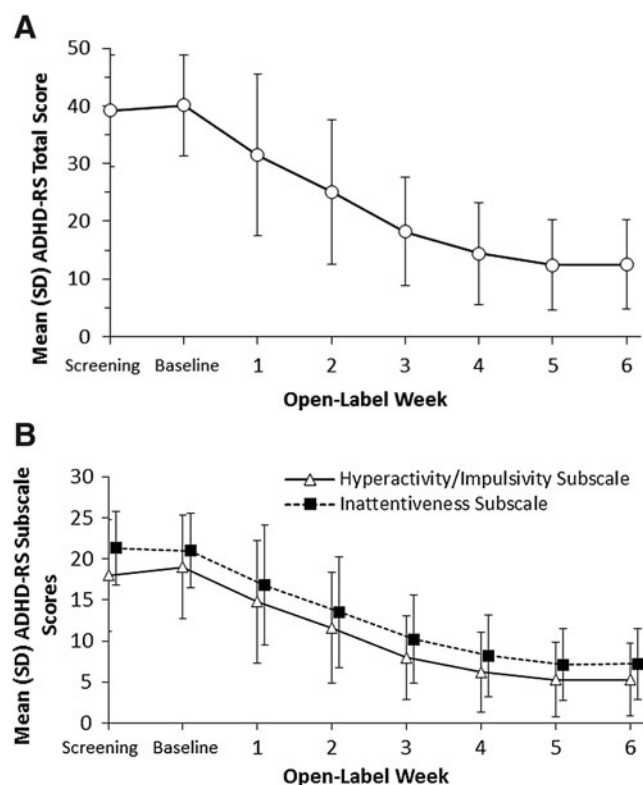 A
Mean (SD) ADHD-RS Total Score
50
40
30
20
10
0
Screening Baseline 1 2 3 4 5 6
Open-Label Week
B
Mean (SD) ADHD-RS Subscale
Scores
30
25
20
15
10
5
0
Hyperactivity/Impulsivity Subscale
Inattentiveness Subscale
Screening Baseline 1 2 3 4 5 6
Open-Label Week